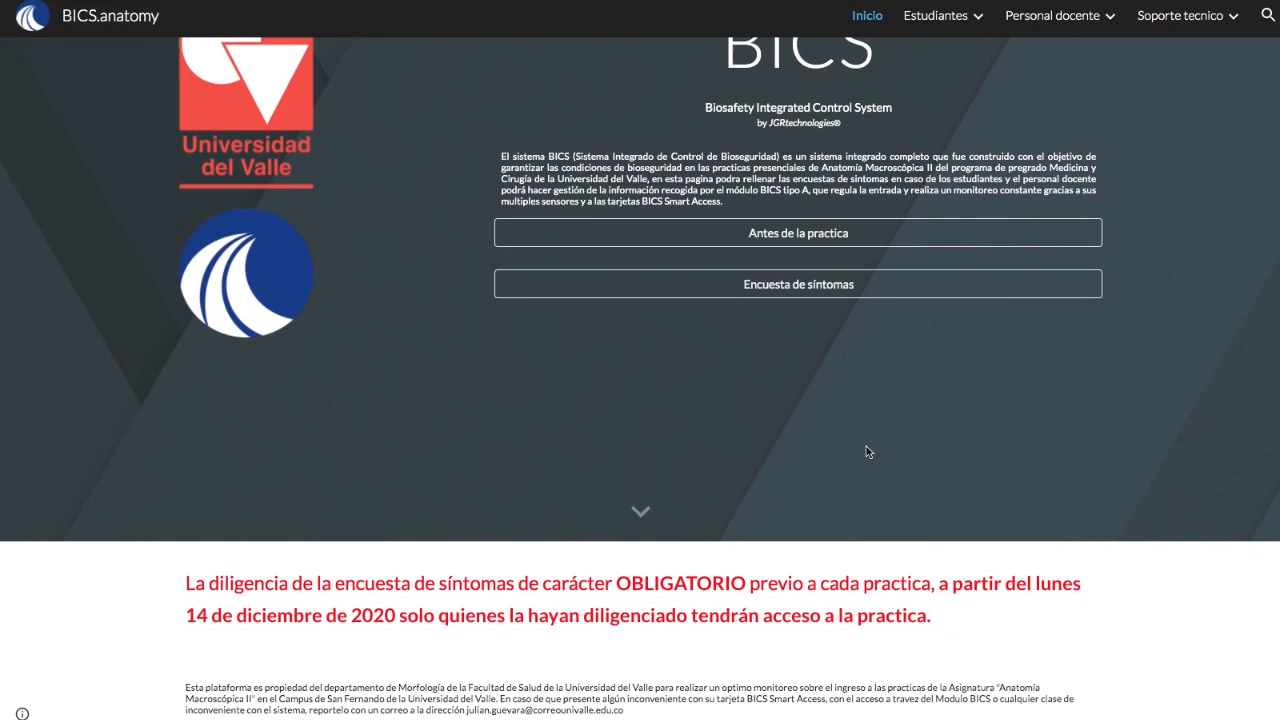 BICS.anatomy
Inicio
Estudiantes
Personal docente
Soporte tecnico
BICS
Universidad
del Valle
Biosafety Integrated Control System
by JGRtechnologies®
El sistema BICS (Sistema Integrado de Control de Bioseguridad) es un sistema integrado completo que fue construido con el objetivo de
garantizar las condiciones de bioseguridad en las practicas presenciales de Anatomía Macroscópica II del programa de pregrado Medicina y
Cirugía de la Universidad del Valle, en esta pagina podra rellenar las encuestas de sintomas en caso de los estudiantes y el personal docente
podrá hacer gestión de la información recogida por el módulo BICS tipo A, que regula la entrada y realiza un monitoreo constante gracias a sus
multiples sensores y a las tarjetas BICS Smart Access.
Antes de la practica
Encuesta de síntomas
La diligencia de la encuesta de síntomas de carácter OBLIGATORIO previo a cada practica, a partir del lunes
14 de diciembre de 2020 solo quienes la hayan diligenciado tendrán acceso a la practica.
Esta plataforma es propiedad del departamento de Morfología de la Facultad de Salud de la Universidad del Valle para realizar un optimo monitoreo sobre el ingreso a las practicas de la Asignatura "Anatomía
Macroscópica II" en el Campus de San Fernando de la Universidad del Valle. En caso de que presente algún inconveniente con su tarjeta BICS Smart Access, con el acceso a travez del Modulo BICS o cualquier clase de
inconveniente con el sistema, reportelo con un correo a la dirección julian.guevara@correounivalle.edu.co